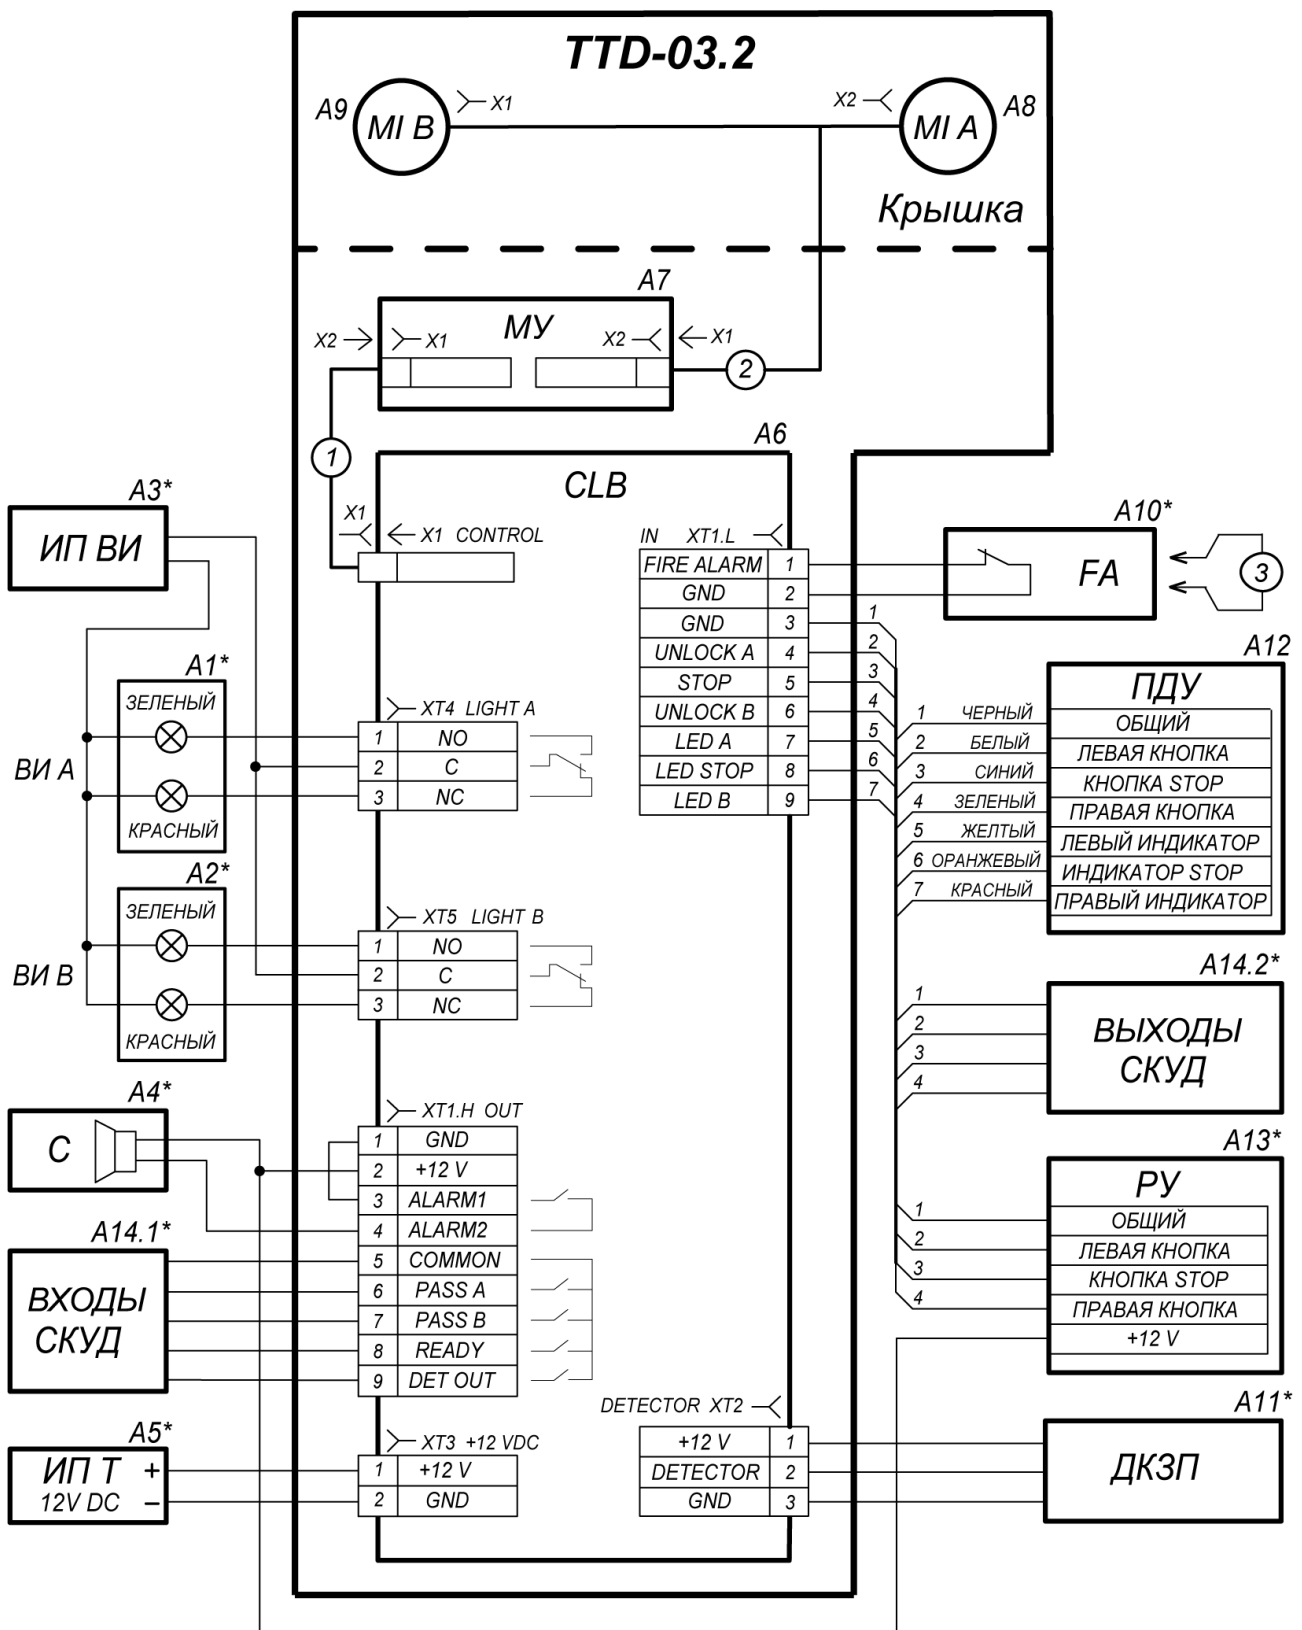 TTD-03.2
A9
MI B
X1
X2
MI A
A8
Крышка
A7
МУ
X2
X1
X2
X1
2
1
A6
CLB
X1
X1 CONTROL
A3*
ИП ВИ
A1*
ЗЕЛЕНЫЙ
ВИ А
КРАСНЫЙ
A2*
ЗЕЛЕНЫЙ
ВИ В
КРАСНЫЙ
XT4 LIGHT A
1 NO
2 C
3 NC
XT5 LIGHT B
1 NO
2 C
3 NC
A4*
C
XT1.H OUT
1 GND
2 +12 V
3 ALARM1
4 ALARM2
5 COMMON
6 PASS A
7 PASS B
8 READY
9 DET OUT
A14.1*
ВХОДЫ
СКУД
A5*
ИП Т +
12V DC –
XT3 +12 VDC
1 +12 V
2 GND
IN XT1.L
FIRE ALARM 1
GND 2
GND 3
UNLOCK A 4
STOP 5
UNLOCK B 6
LED A 7
LED STOP 8
LED B 9
1
2
3
4
5
6
7
A10*
FA
3
A12
ПДУ
1 ЧЕРНЫЙ ОБЩИЙ
2 БЕЛЫЙ ЛЕВАЯ КНОПКА
3 СИНИЙ КНОПКА STOP
4 ЗЕЛЕНЫЙ ПРАВАЯ КНОПКА
5 ЖЕЛТЫЙ ЛЕВЫЙ ИНДИКАТОР
6 ОРАНЖЕВЫЙ ИНДИКАТОР STOP
7 КРАСНЫЙ ПРАВЫЙ ИНДИКАТОР
A14.2*
1
2
3
4
ВЫХОДЫ
СКУД
A13*
РУ
1 ОБЩИЙ
2 ЛЕВАЯ КНОПКА
3 КНОПКА STOP
4 ПРАВАЯ КНОПКА
+12 V
DETECTOR XT2
+12 V 1
DETECTOR 2
GND 3
A11*
ДКЗП